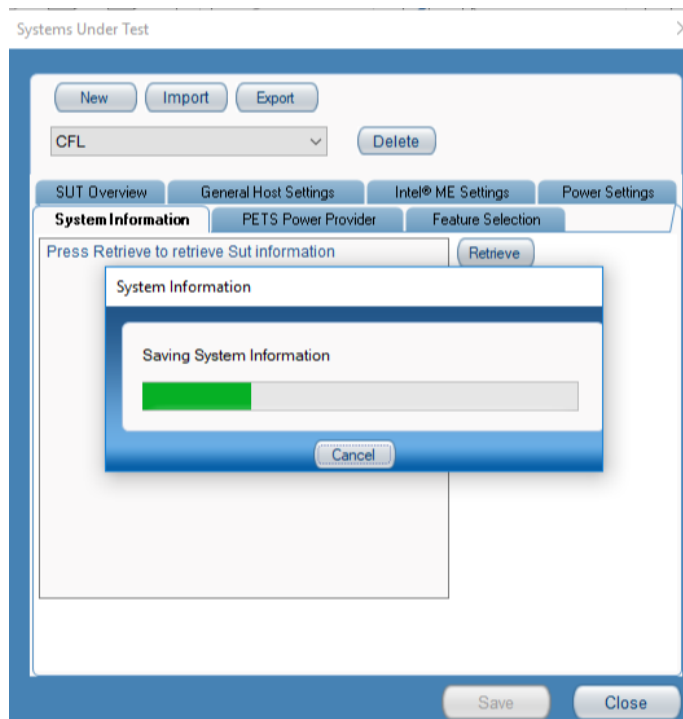 Systems Under Test
New Import Export
CFL Delete
SUT Overview General Host Settings Intel® ME Settings Power Settings
System Information PETS Power Provider Feature Selection
Press Retrieve to retrieve Sut information Retrieve
System Information
Saving System Information
Cancel
Save Close